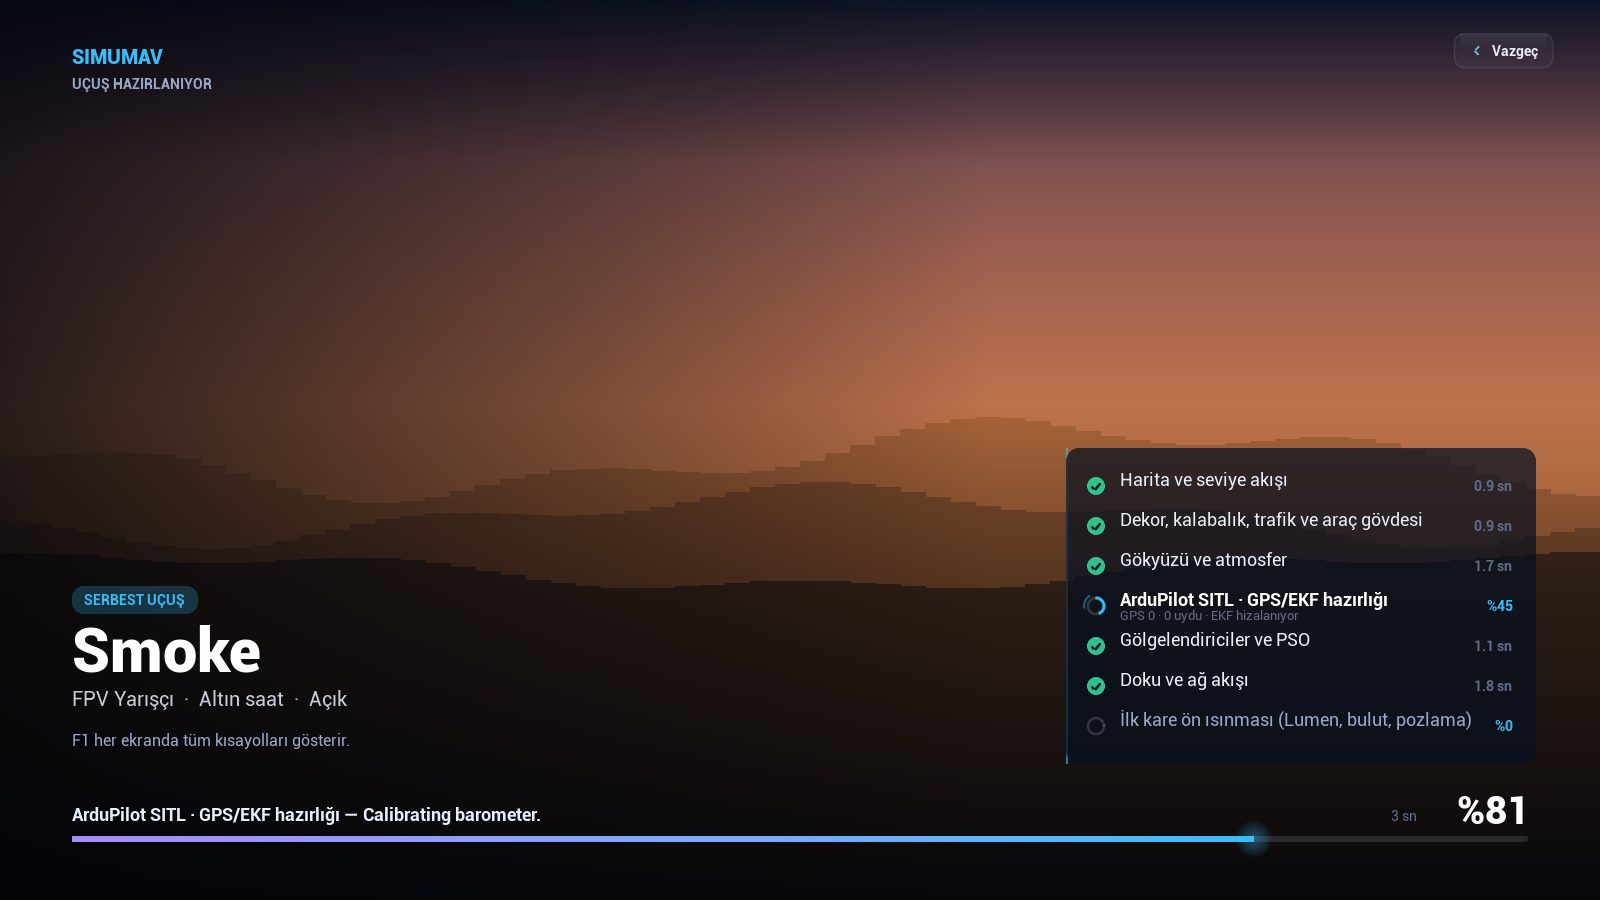 SIMUMAV
UÇUŞ HAZIRLANIYOR
Vazgeç
Harita ve seviye akışı 0.9 sn
Dekor, kalabalık, trafik ve araç gövdesi 0.9 sn
Gökyüzü ve atmosfer 1.7 sn
ArduPilot SITL · GPS/EKF hazırlığı %45
GPS 0 · 0 uydu · EKF hizalanıyor
Gölgelendiriciler ve PSO 1.1 sn
Doku ve ağ akışı 1.8 sn
İlk kare ön ısınması (Lumen, bulut, pozlama) %0
SERBEST UÇUŞ
Smoke
FPV Yarışçı · Altın saat · Açık
F1 her ekranda tüm kısayolları gösterir.
ArduPilot SITL · GPS/EKF hazırlığı — Calibrating barometer.
3 sn %81